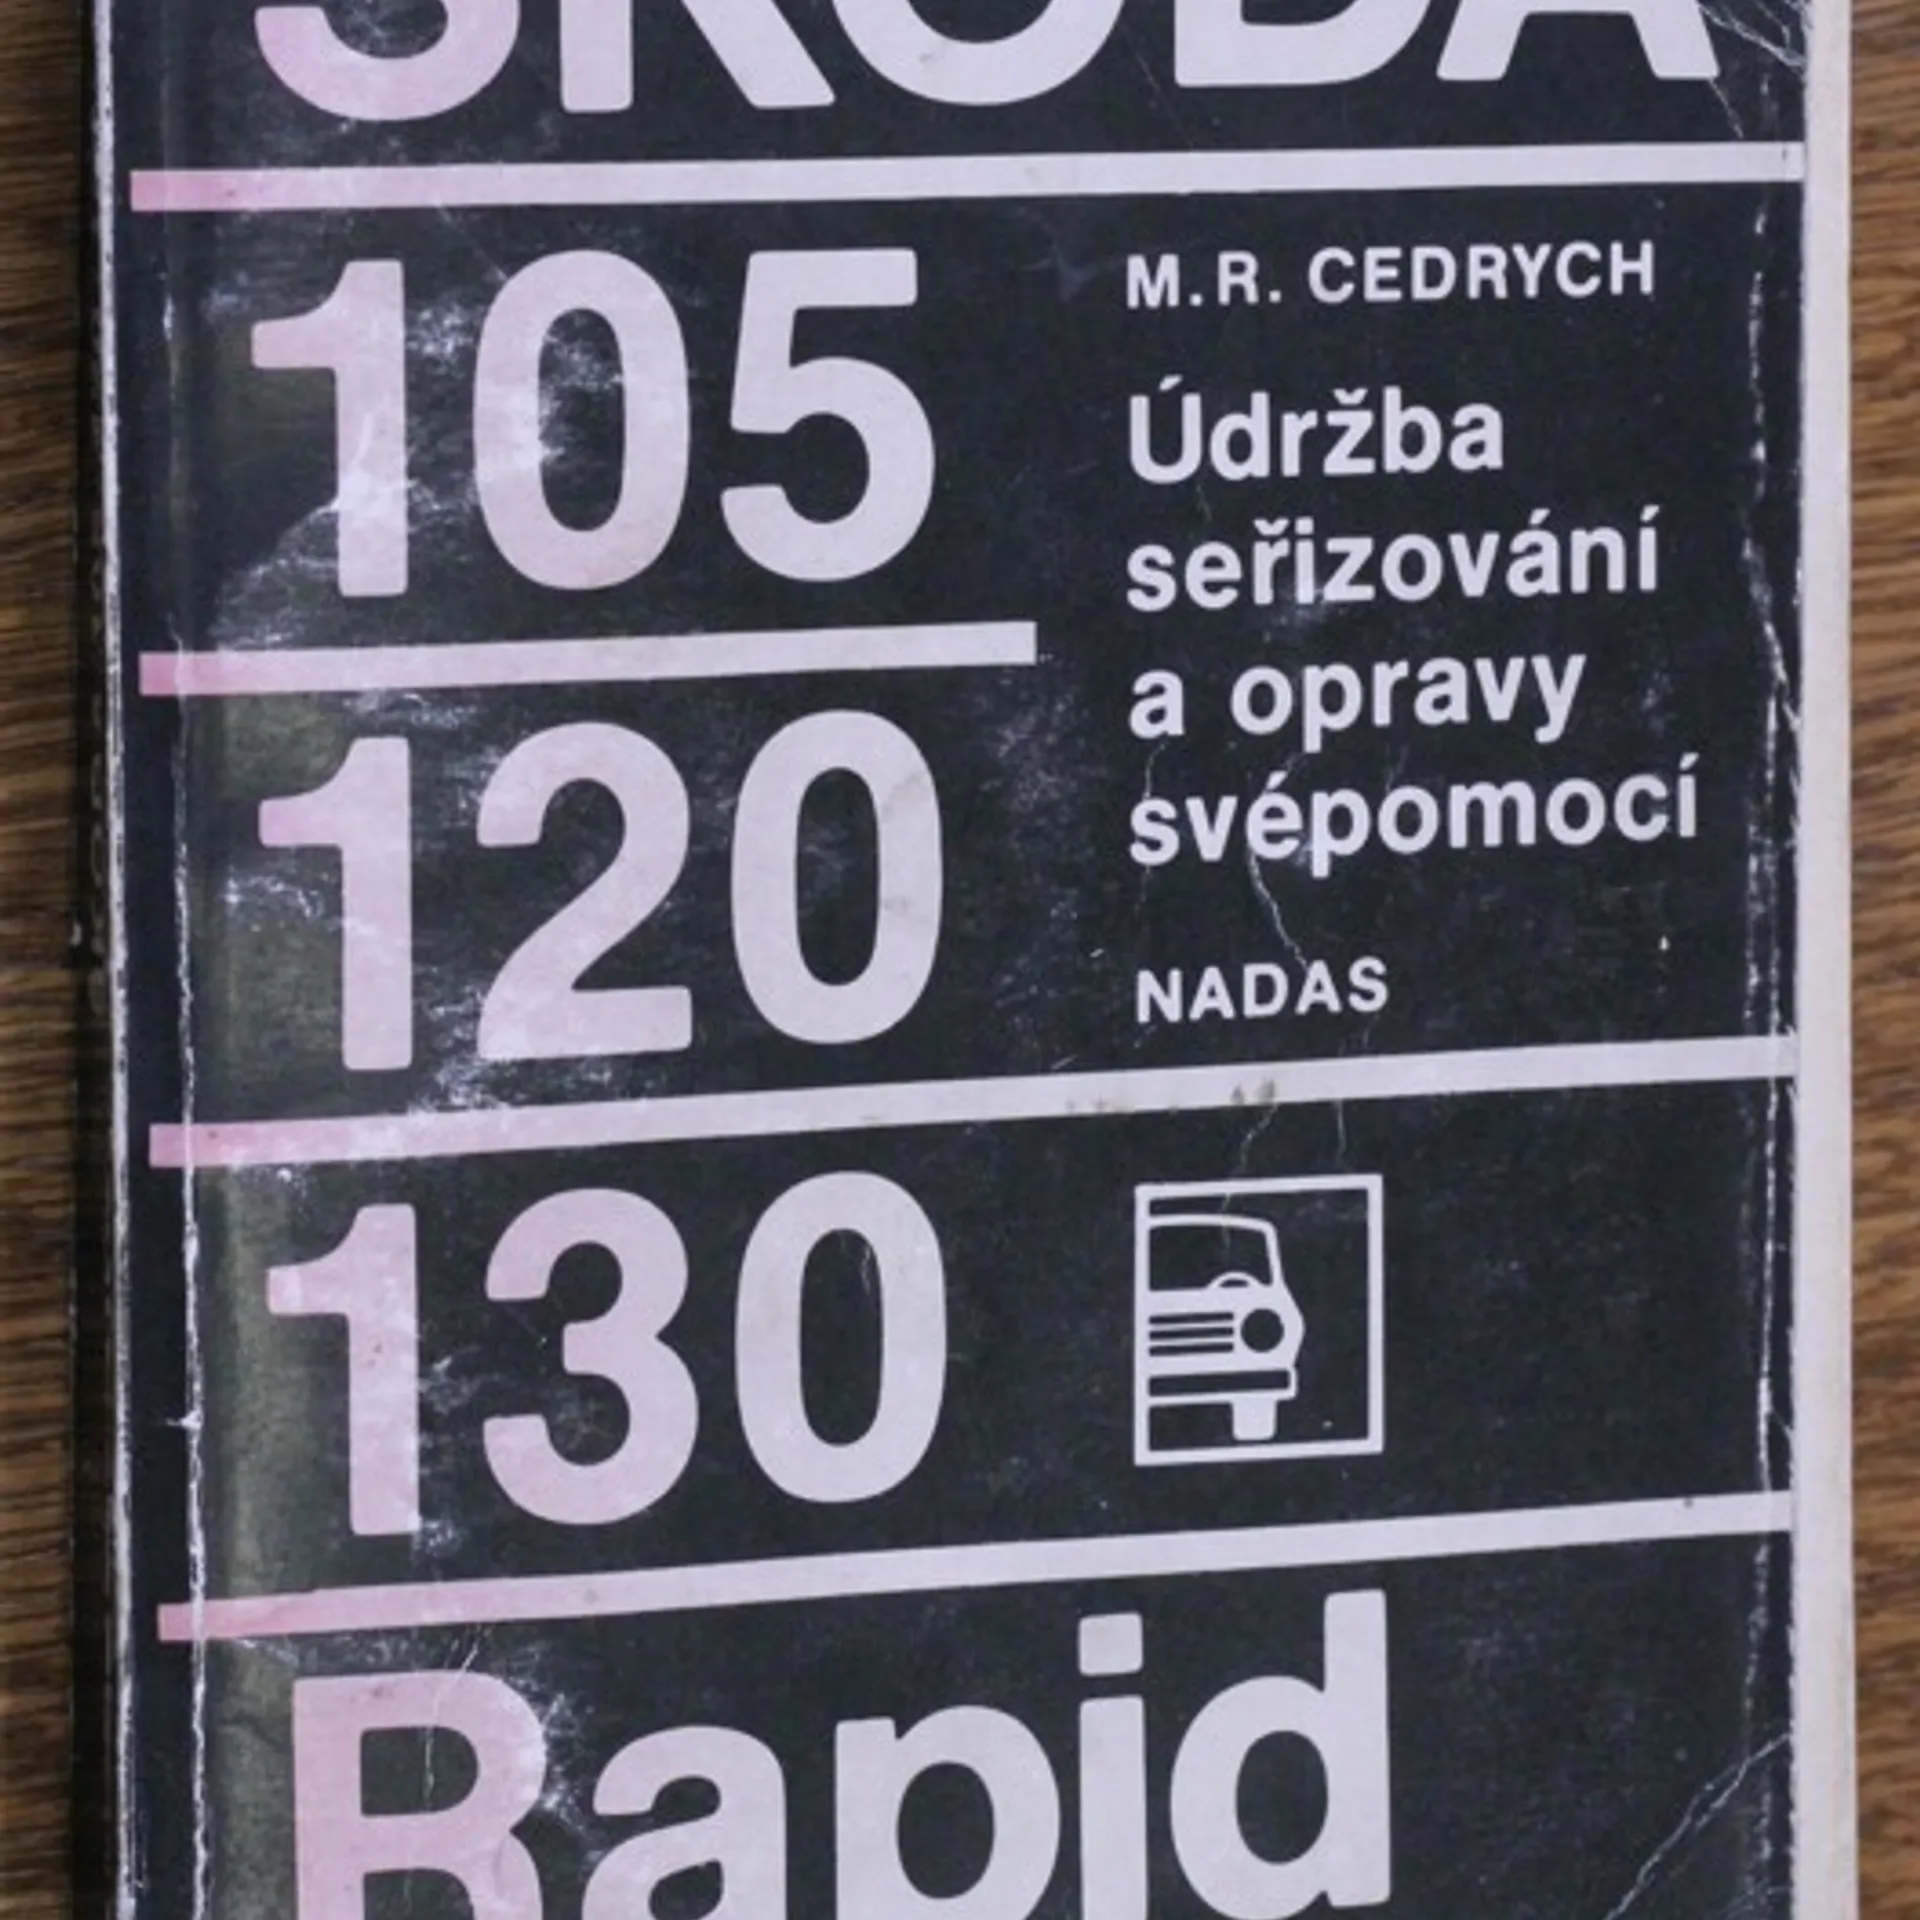 ŠKODA
105
M.R. CEDRYCH
Údržba
seřizování
a opravy
svépomocí
120
NADAS
130
Rapid